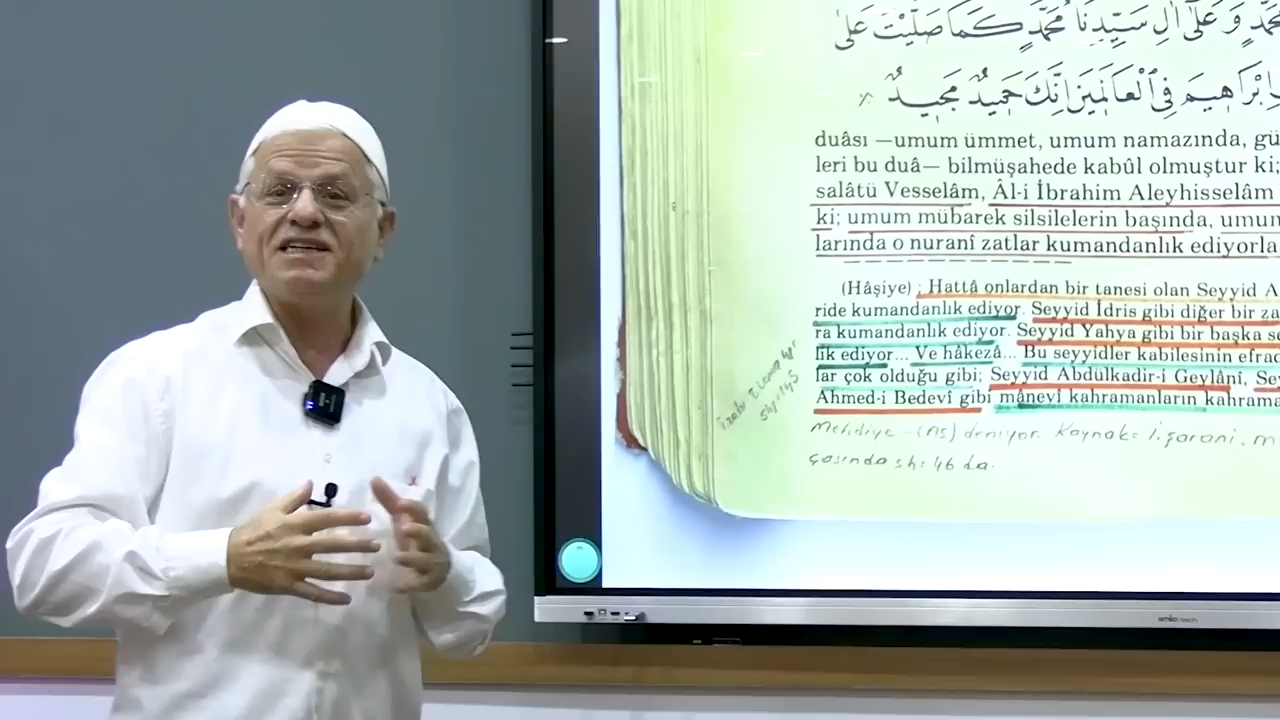 مُحَمَّدٍ وَ عَلٰٓى اٰلِ سَيِّدِنَا مُحَمَّدٍ كَمَا صَلَّيْتَ عَلٰٓى
اِبْرَاهِيمَ فِى الْعَالَمِينَ اِنَّكَ حَمِيدٌ مَجِيدٌ
duâsı —umum ümmet, umum namazında, gü
leri bu duâ— bilmüşahede kabûl olmuştur ki;
salâtü Vesselâm, Âl-i İbrahim Aleyhisselâm
ki; umum mübarek silsilelerin başında, umum
larında o nuranî zatlar kumandanlık ediyorla
(Hâşiye) ; Hattâ onlardan bir tanesi olan Seyyid A
ride kumandanlık ediyor. Seyyid İdris gibi diğer bir za
ra kumandanlık ediyor. Seyyid Yahya gibi bir başka se
lik ediyor... Ve hâkezâ... Bu seyyidler kabilesinin efrad
lar çok olduğu gibi; Seyyid Abdülkadir-i Geylânî, Sey
Ahmed-i Bedevî gibi mânevî kahramanların kahrama
Mehdiye - (AS) deniyor. Kaynak: İ. Şarani. m
çasında sh: 46 da.